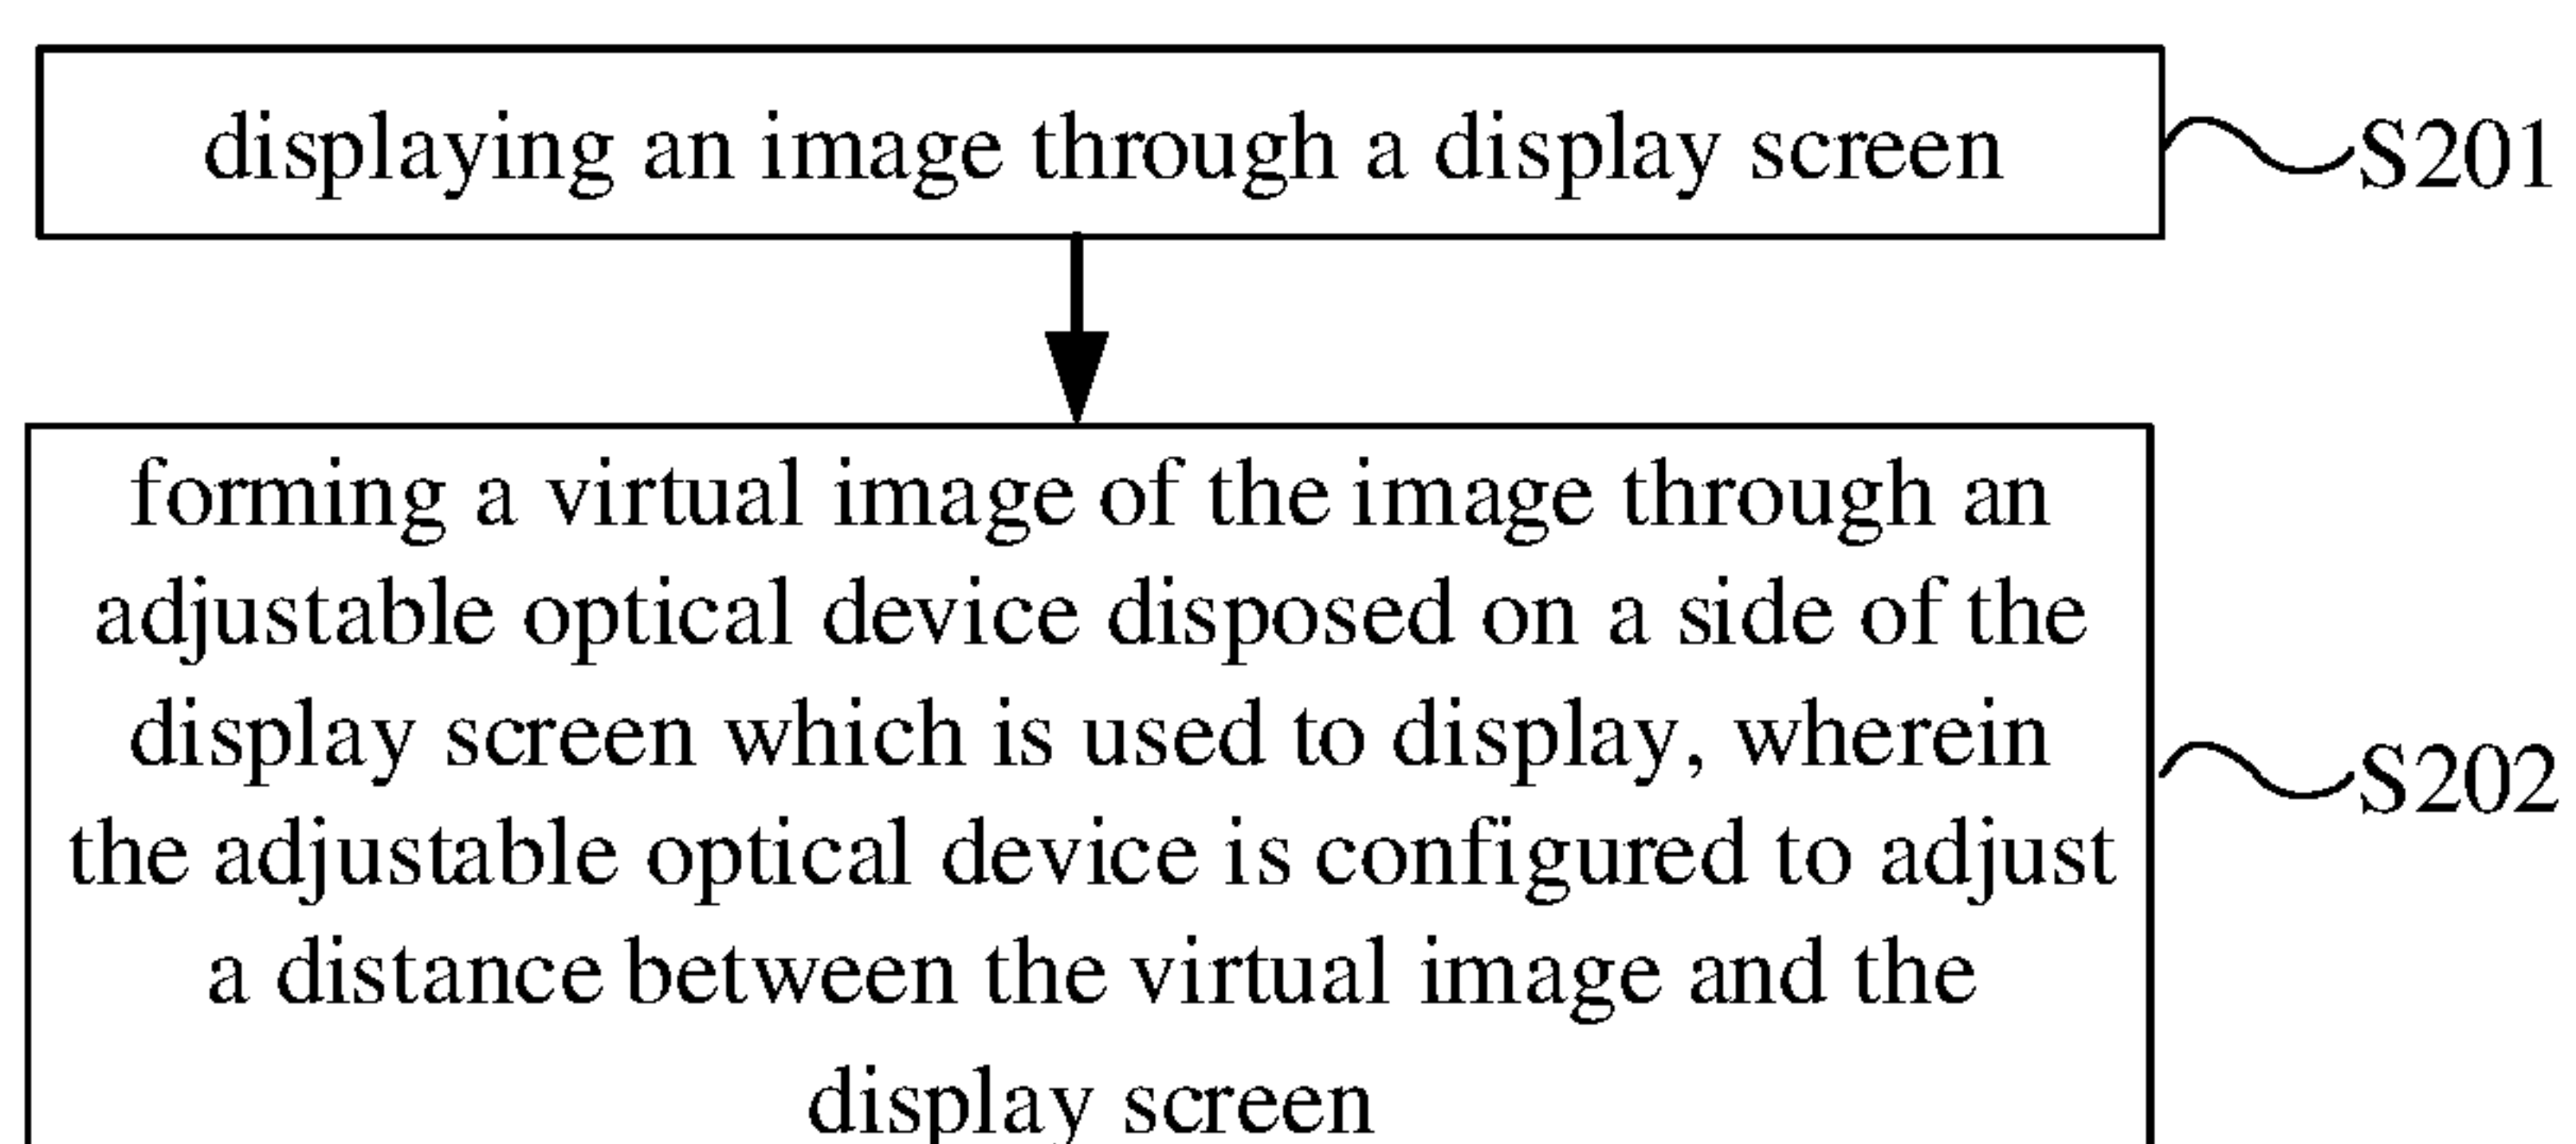 displaying an image through a display screen
S201
forming a virtual image of the image through an
adjustable optical device disposed on a side of the
display screen which is used to display, wherein
S202
the adjustable optical device is configured to adjust
a distance between the virtual image and the
display screen